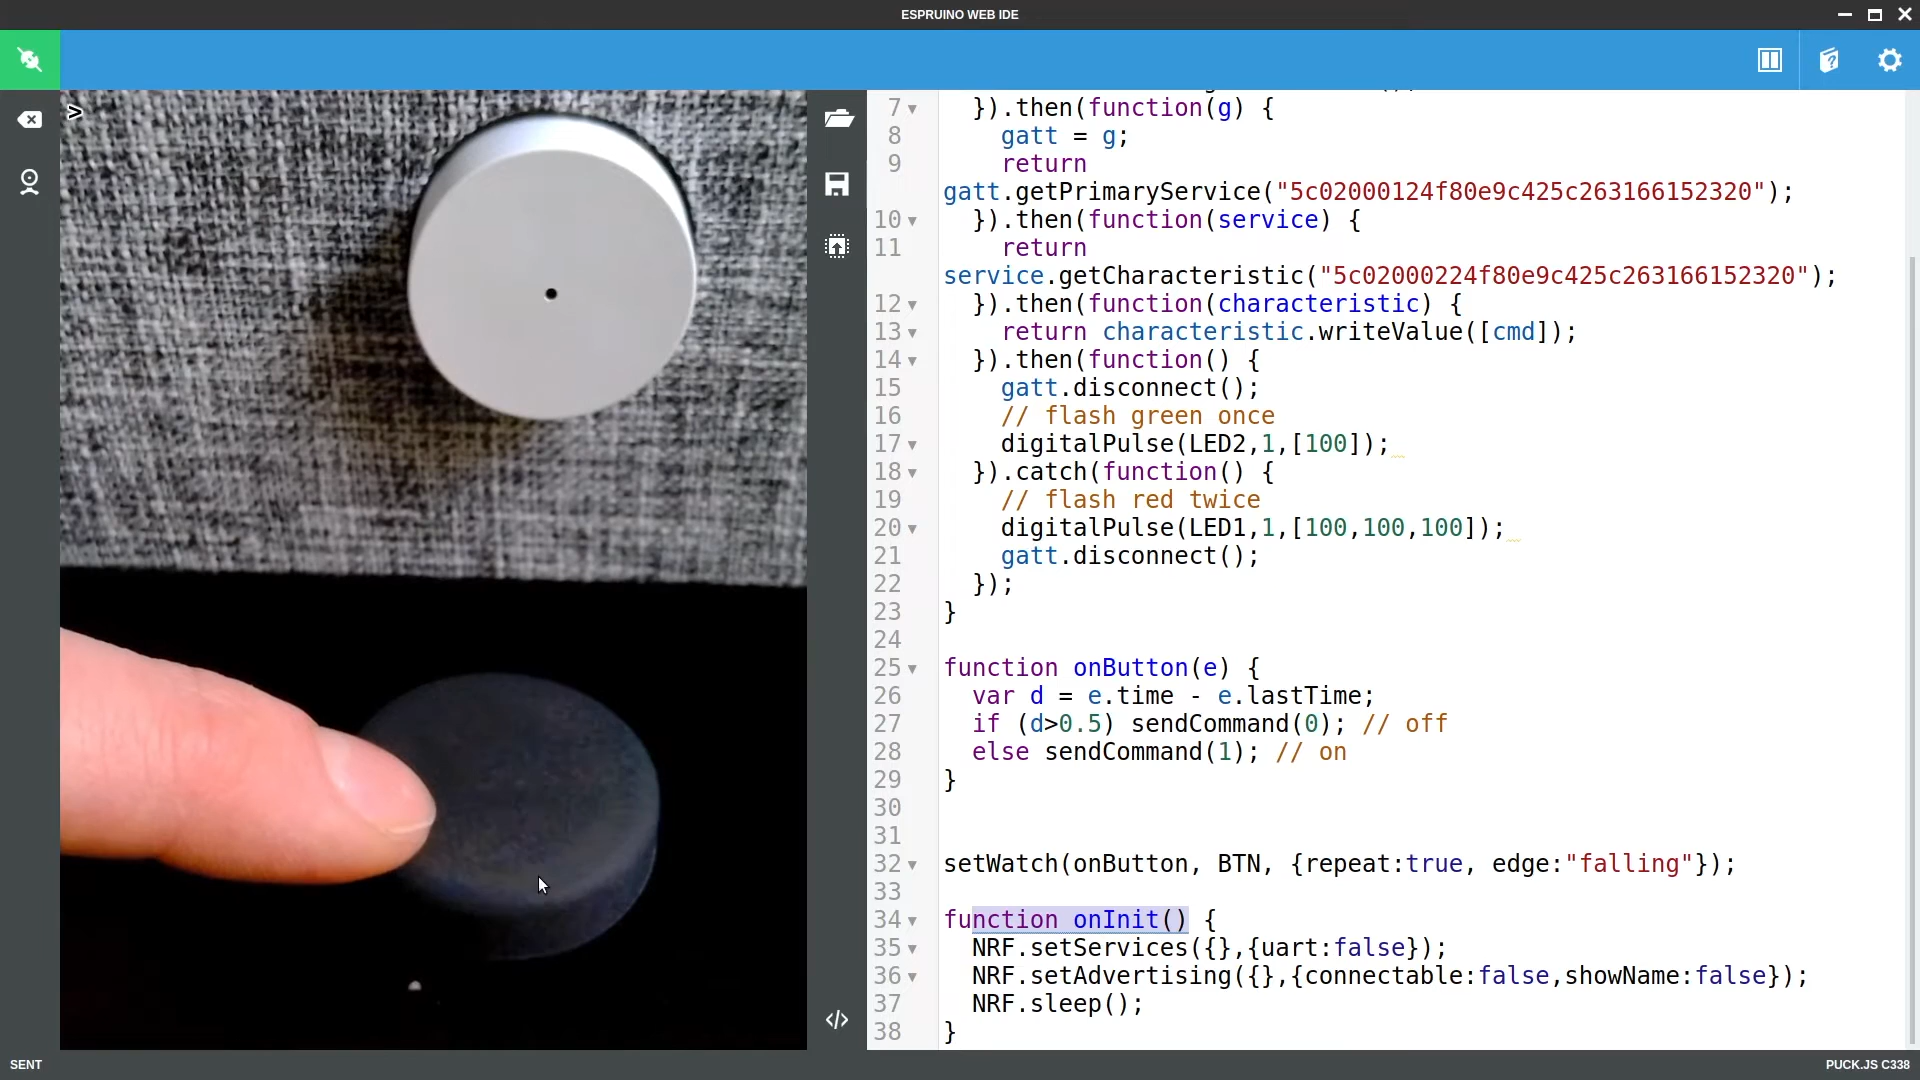 ESPRUINO WEB IDE
>
7 }).then(function(g) {
8 gatt = g;
9 return
gatt.getPrimaryService("5c02000124f80e9c425c263166152320");
10 }).then(function(service) {
11 return
service.getCharacteristic("5c02000224f80e9c425c263166152320");
12 }).then(function(characteristic) {
13 return characteristic.writeValue([cmd]);
14 }).then(function() {
15 gatt.disconnect();
16 // flash green once
17 digitalPulse(LED2,1,[100]);
18 }).catch(function() {
19 // flash red twice
20 digitalPulse(LED1,1,[100,100,100]);
21 gatt.disconnect();
22 });
23 }
24
25 function onButton(e) {
26 var d = e.time - e.lastTime;
27 if (d>0.5) sendCommand(0); // off
28 else sendCommand(1); // on
29 }
30
31
32 setWatch(onButton, BTN, {repeat:true, edge:"falling"});
33
34 function onInit() {
35 NRF.setServices({},{uart:false});
36 NRF.setAdvertising({},{connectable:false,showName:false});
37 NRF.sleep();
38 }
SENT
PUCK.JS C338